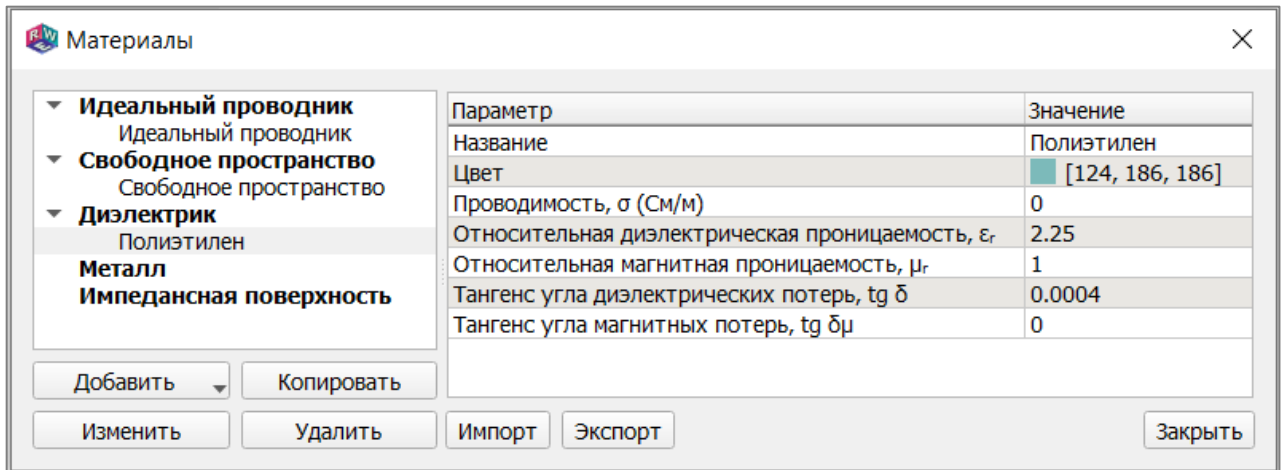 Материалы
Идеальный проводник
Идеальный проводник
Свободное пространство
Свободное пространство
Диэлектрик
Полиэтилен
Металл
Импедансная поверхность
Параметр Значение
Название Полиэтилен
Цвет [124, 186, 186]
Проводимость, σ (См/м) 0
Относительная диэлектрическая проницаемость, εᵣ 2.25
Относительная магнитная проницаемость, μᵣ 1
Тангенс угла диэлектрических потерь, tg δ 0.0004
Тангенс угла магнитных потерь, tg δμ 0
Добавить Копировать
Изменить Удалить Импорт Экспорт Закрыть